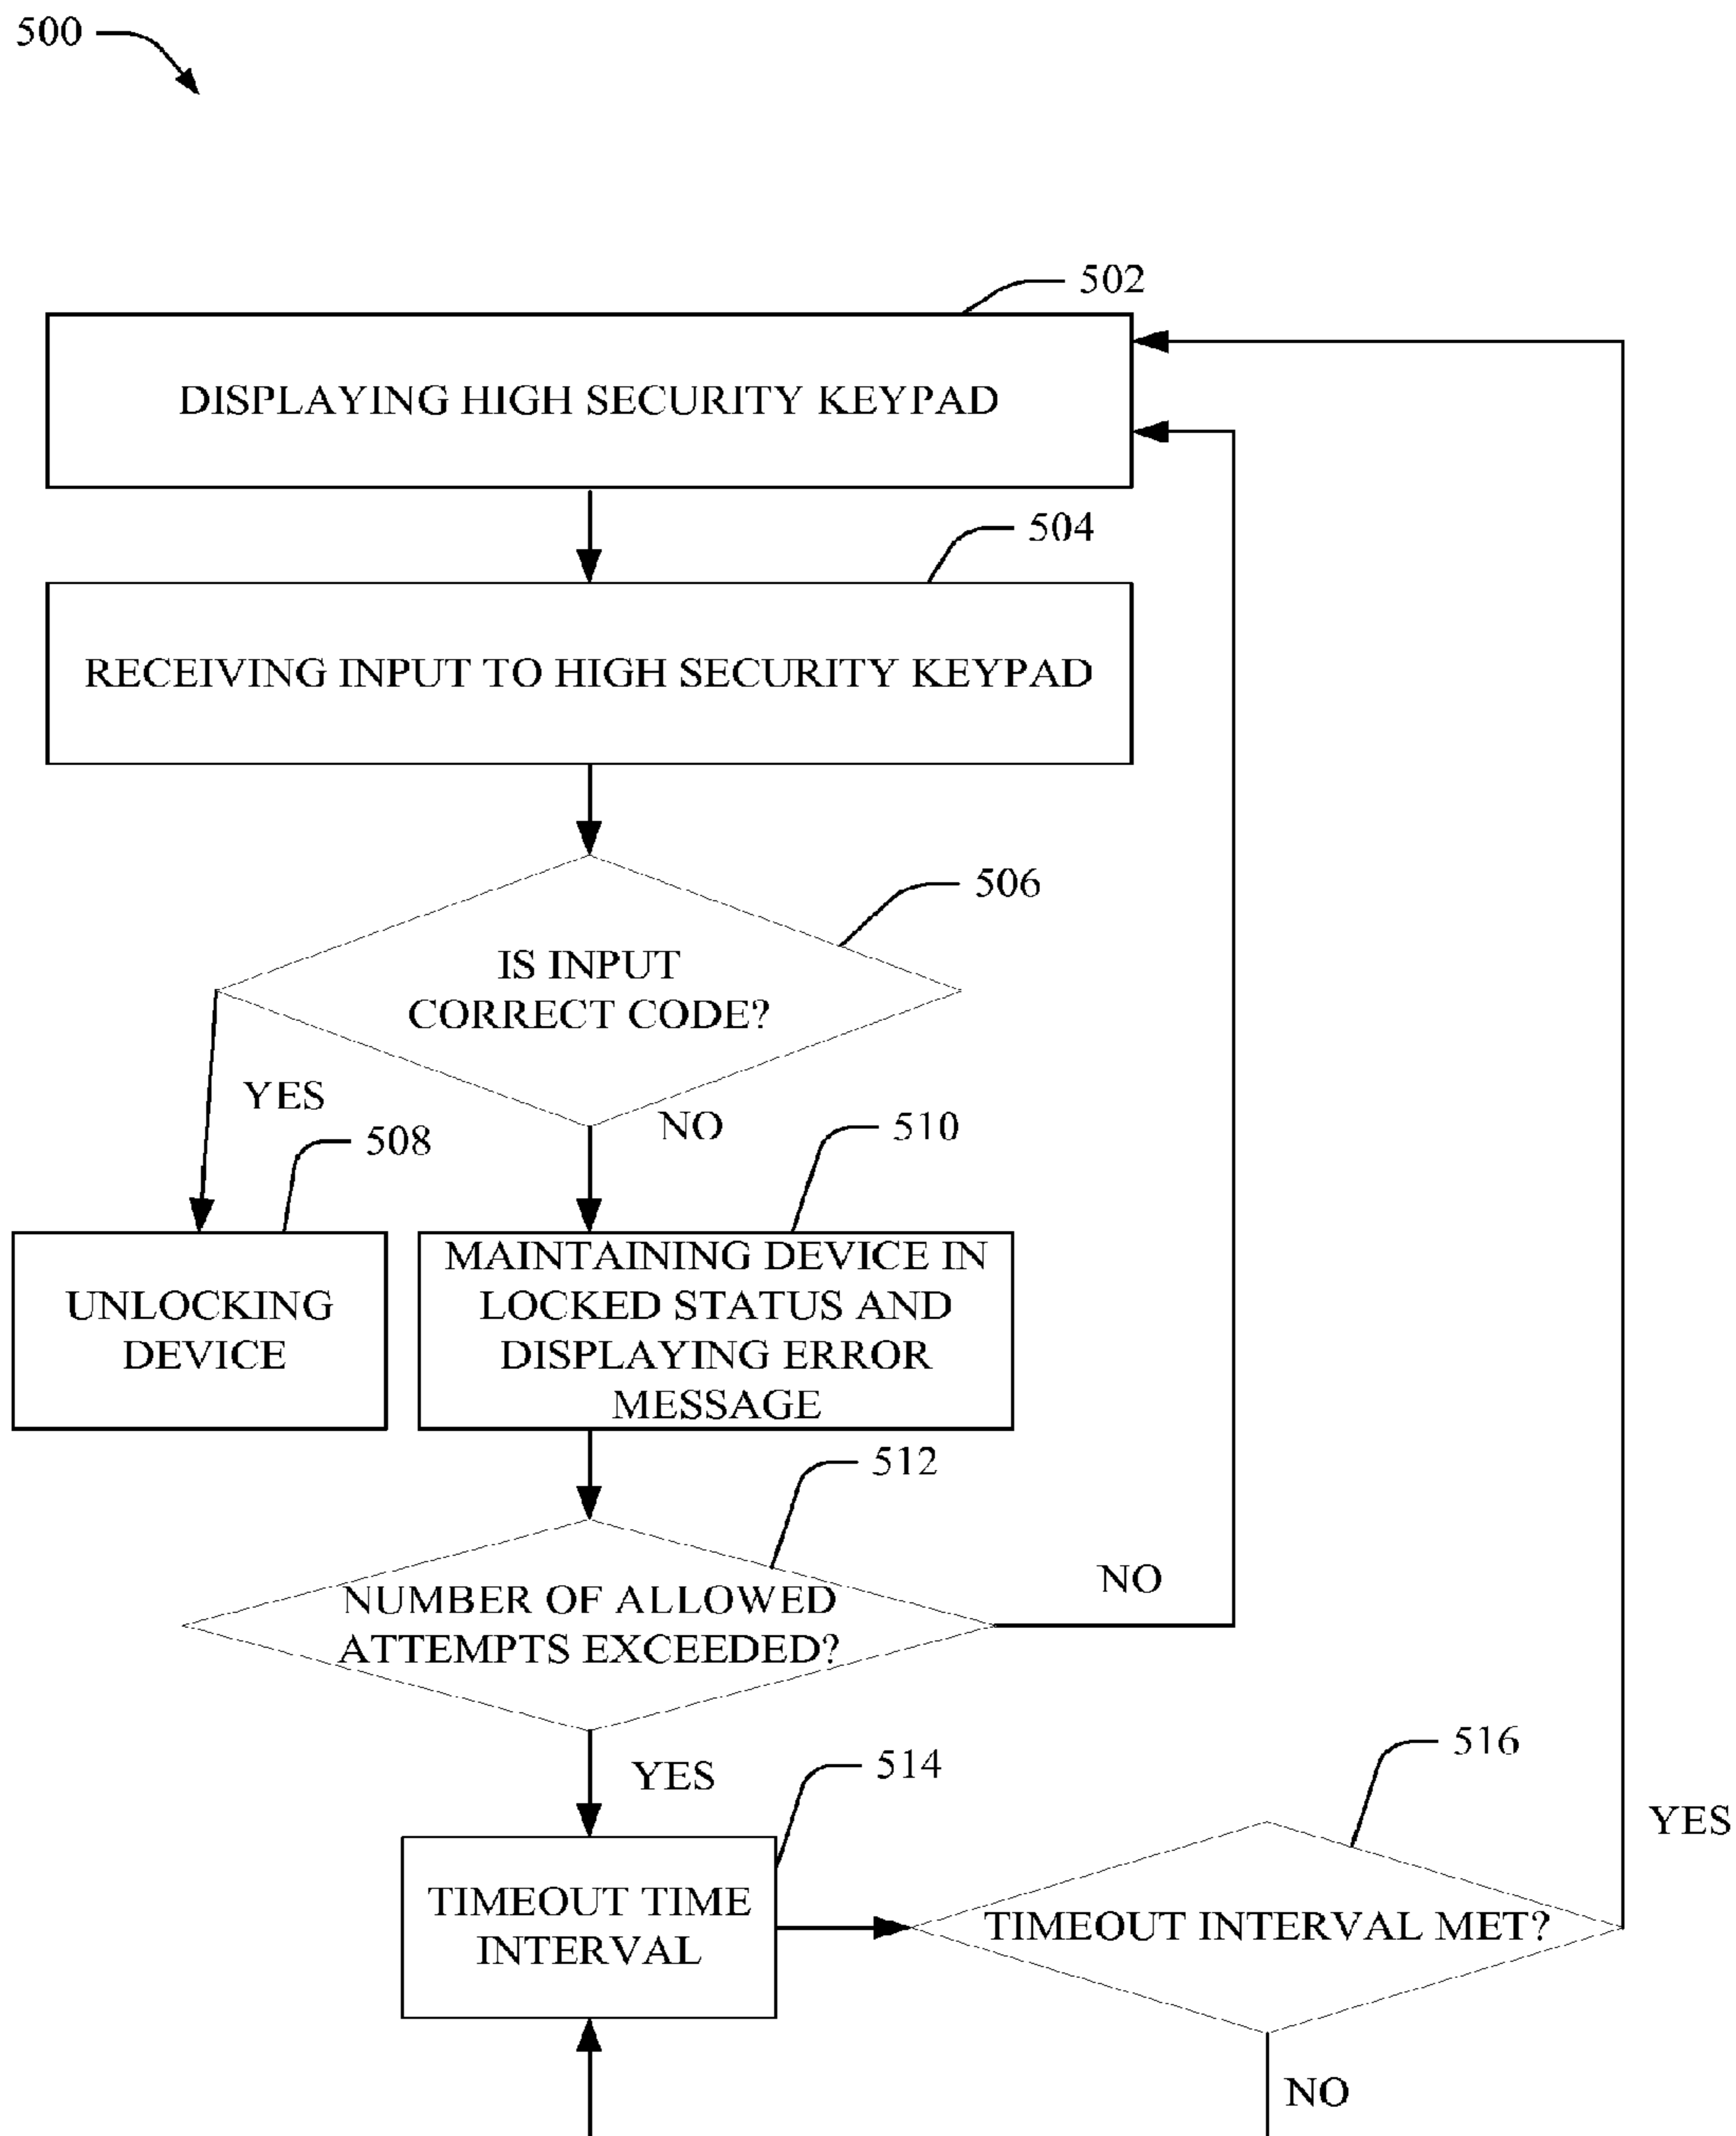 500
502
DISPLAYING HIGH SECURITY KEYPAD
504
RECEIVING INPUT TO HIGH SECURITY KEYPAD
506
IS INPUT
CORRECT CODE?
YES
NO
508
510
UNLOCKING
DEVICE
MAINTAINING DEVICE IN
LOCKED STATUS AND
DISPLAYING ERROR
MESSAGE
512
NUMBER OF ALLOWED
ATTEMPTS EXCEEDED?
NO
YES
514
516
YES
TIMEOUT TIME
INTERVAL
TIMEOUT INTERVAL MET?
NO